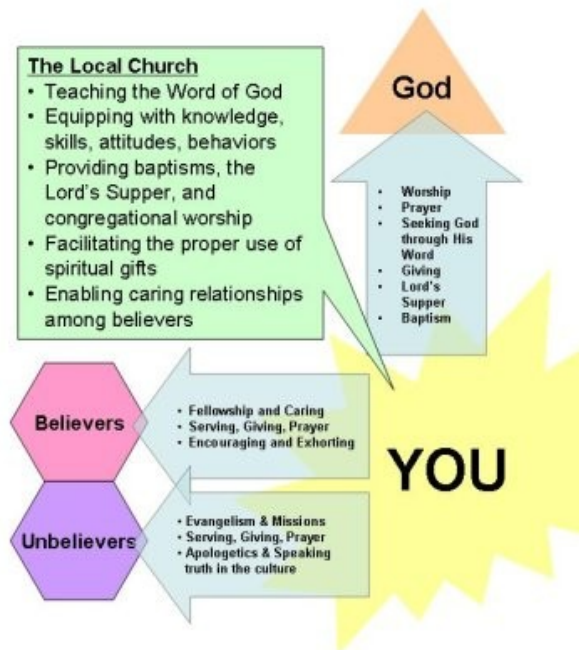 The Local Church
• Teaching the Word of God
• Equipping with knowledge,
skills, attitudes, behaviors
• Providing baptisms, the
Lord's Supper, and
congregational worship
• Facilitating the proper use of
spiritual gifts
• Enabling caring relationships
among believers
God
• Worship
• Prayer
• Seeking God
through His
Word
• Giving
• Lord's
Supper
• Baptism
Believers
• Fellowship and Caring
• Serving, Giving, Prayer
• Encouraging and Exhorting
YOU
Unbelievers
• Evangelism & Missions
• Serving, Giving, Prayer
• Apologetics & Speaking
truth in the culture